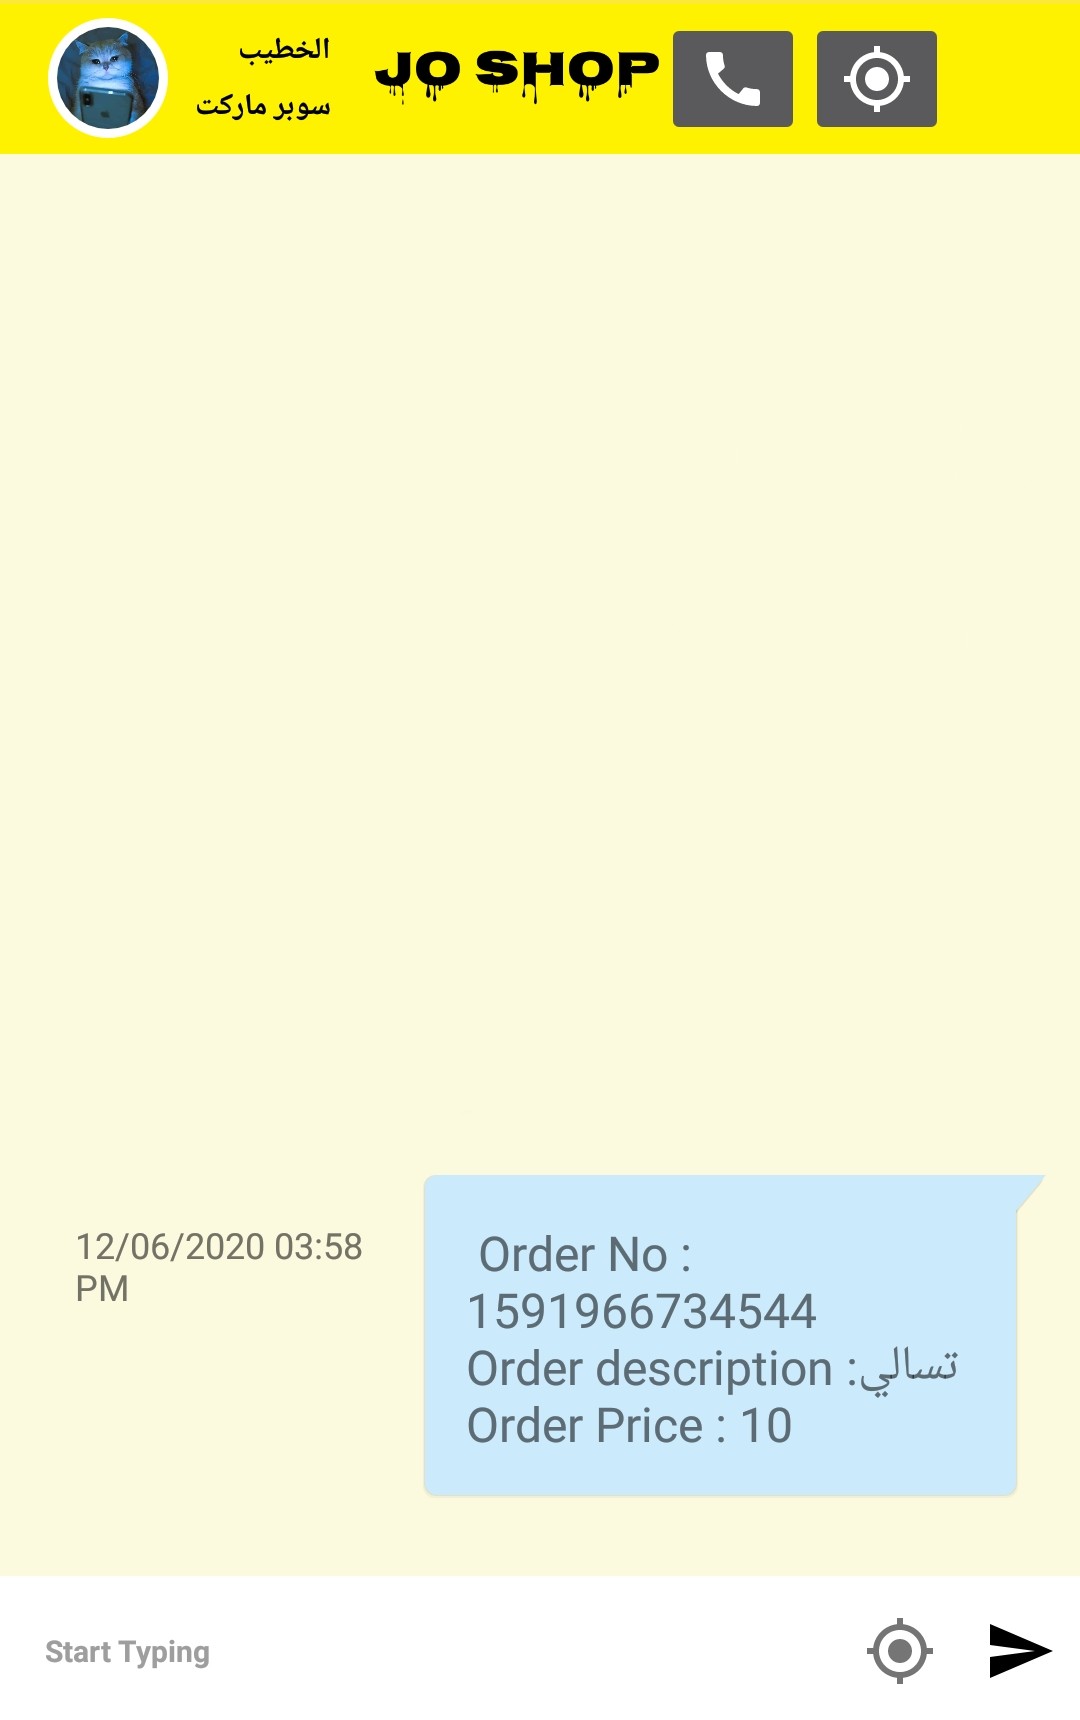 الخطيب
سوبر ماركت
JO SHOP
12/06/2020 03:58
PM
Order No :
1591966734544
Order description :تسالي
Order Price : 10
Start Typing